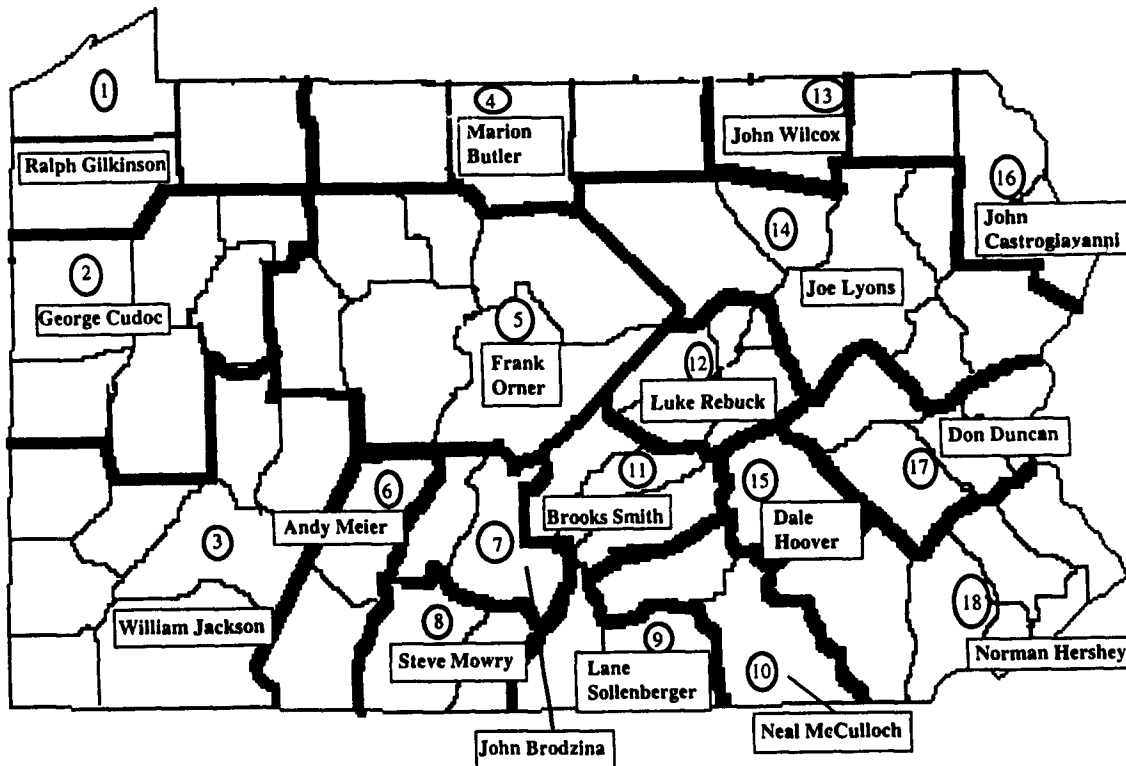 1
Ralph Gilkinson
2
George Cudoc
3
William Jackson
4
Marion
Butler
5
Frank
Orner
6
Andy Meier
7
John Brodzina
8
Steve Mowry
9
Lane
Sollenberger
10
Neal McCulloch
11
Brooks Smith
12
Luke Rebuck
13
John Wilcox
14
Joe Lyons
15
Dale
Hoover
16
John
Castrogiayanni
17
Don Duncan
18
Norman Hershey